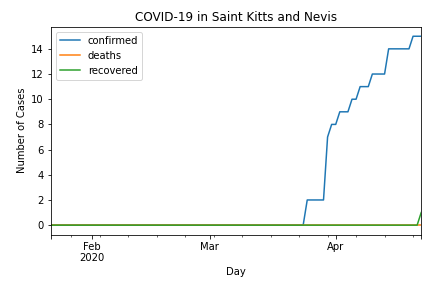 COVID-19 in Saint Kitts and Nevis
confirmed
deaths
recovered
Number of Cases
14
12
10
8
6
4
2
0
Feb
2020
Mar
Apr
Day